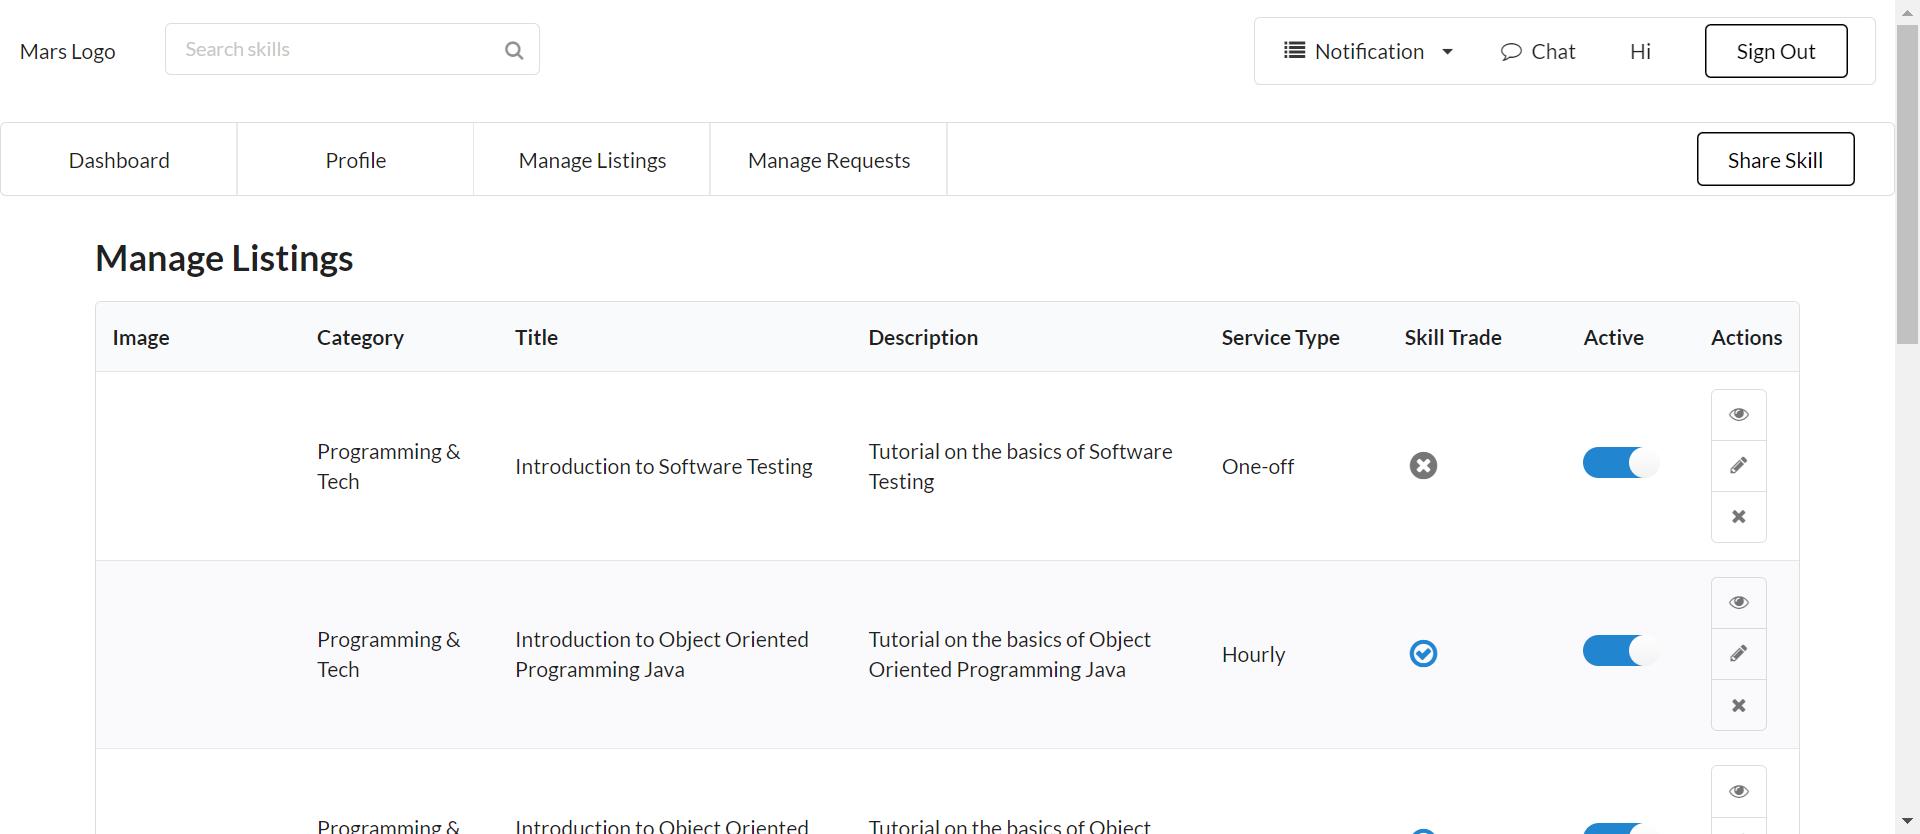 Mars Logo
Search skills
Notification
Chat
Hi
Sign Out
Dashboard
Profile
Manage Listings
Manage Requests
Share Skill
Manage Listings
Image
Category
Title
Description
Service Type
Skill Trade
Active
Actions
Programming &
Tech
Introduction to Software Testing
Tutorial on the basics of Software
Testing
One-off
Programming &
Tech
Introduction to Object Oriented
Programming Java
Tutorial on the basics of Object
Oriented Programming Java
Hourly
Programming &
Introduction to Object Oriented
Tutorial on the basics of Object